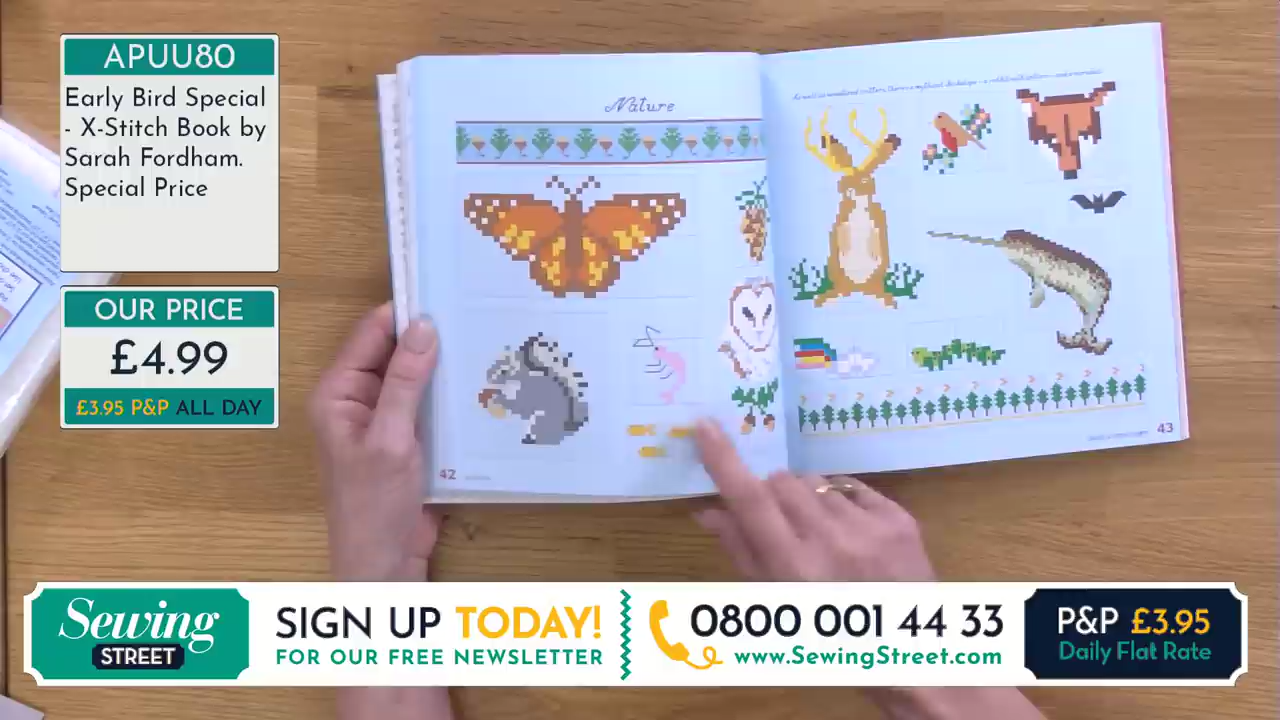 APUU80
Early Bird Special
- X-Stitch Book by
Sarah Fordham.
Special Price
OUR PRICE
£4.99
£3.95 P&P ALL DAY
Nature
42
43
Sewing
STREET
SIGN UP TODAY!
FOR OUR FREE NEWSLETTER
0800 001 44 33
www.SewingStreet.com
P&P £3.95
Daily Flat Rate